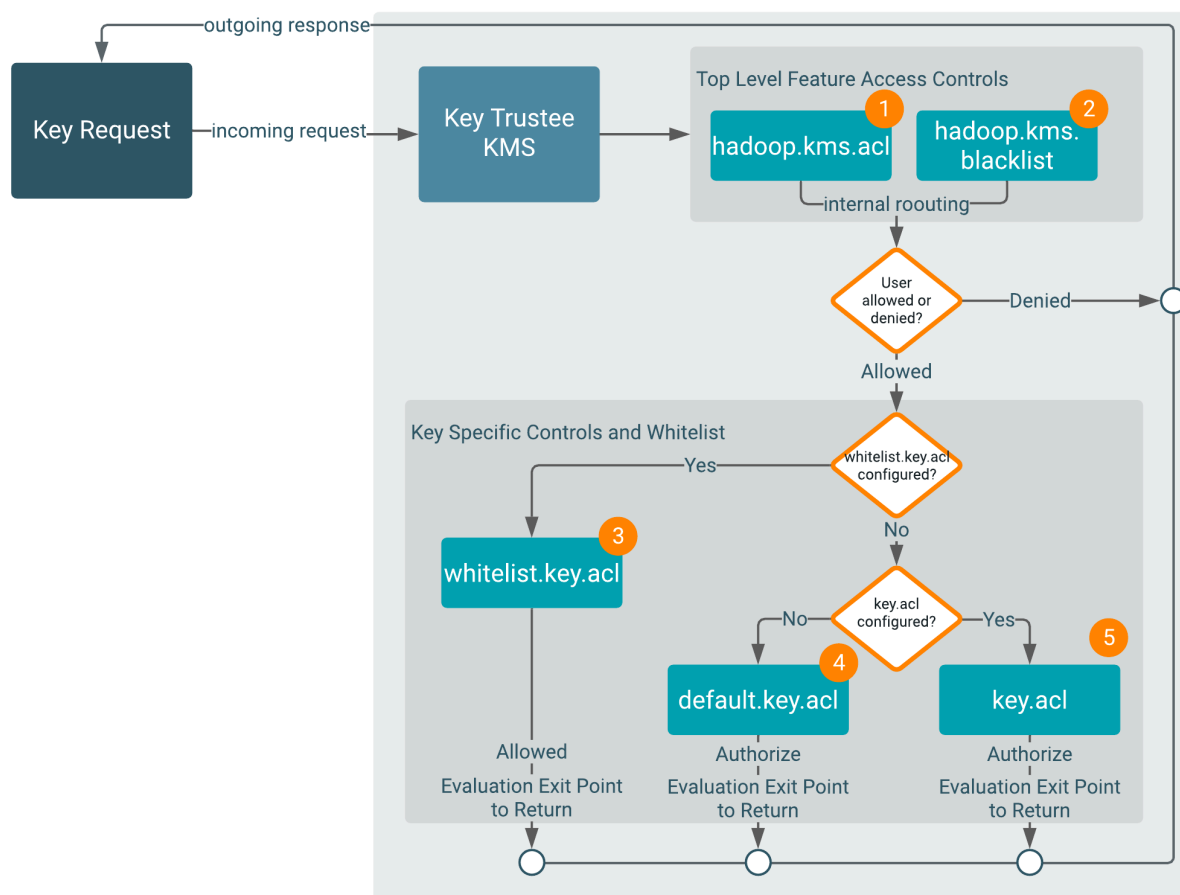 outgoing response
Key Request
incoming request
Key Trustee
KMS
Top Level Feature Access Controls
1
hadoop.kms.acl
2
hadoop.kms.
blacklist
internal roouting
User
allowed or
denied?
Denied
Allowed
Key Specific Controls and Whitelist
whitelist.key.acl
configured?
Yes
No
3
whitelist.key.acl
key.acl
configured?
No
Yes
4
default.key.acl
5
key.acl
Allowed
Evaluation Exit Point
to Return
Authorize
Evaluation Exit Point
to Return
Authorize
Evaluation Exit Point
to Return